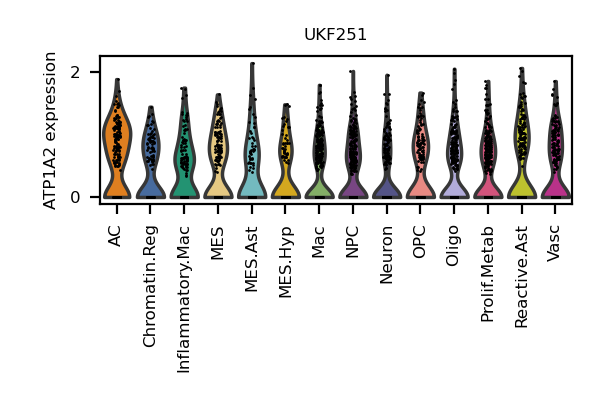 UKF251
ATP1A2 expression
2
0
AC
Chromatin.Reg
Inflammatory.Mac
MES
MES.Ast
MES.Hyp
Mac
NPC
Neuron
OPC
Oligo
Prolif.Metab
Reactive.Ast
Vasc